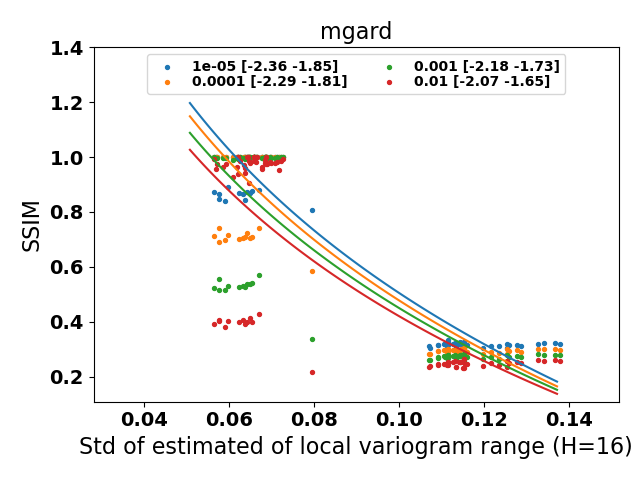 mgard
1e-05 [-2.36 -1.85]
0.0001 [-2.29 -1.81]
0.001 [-2.18 -1.73]
0.01 [-2.07 -1.65]
SSIM
1.4
1.2
1.0
0.8
0.6
0.4
0.2
0.04 0.06 0.08 0.10 0.12 0.14
Std of estimated of local variogram range (H=16)